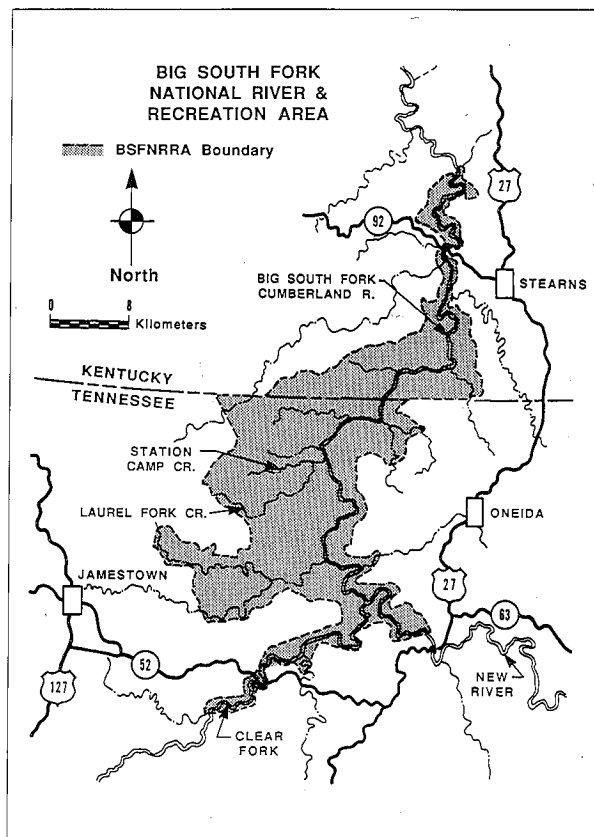 BIG SOUTH FORK
NATIONAL RIVER &
RECREATION AREA
BSFNRRA Boundary
North
0 8
Kilometers
27
92
BIG SOUTH FORK
CUMBERLAND R.
STEARNS
KENTUCKY
TENNESSEE
STATION
CAMP CR.
LAUREL FORK CR.
ONEIDA
JAMESTOWN
27
63
52
127
NEW
RIVER
CLEAR
FORK